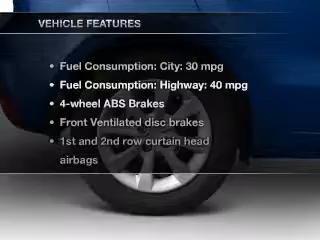 VEHICLE FEATURES
• Fuel Consumption: City: 30 mpg
• Fuel Consumption: Highway: 40 mpg
• 4-wheel ABS Brakes
• Front Ventilated disc brakes
• 1st and 2nd row curtain head
airbags